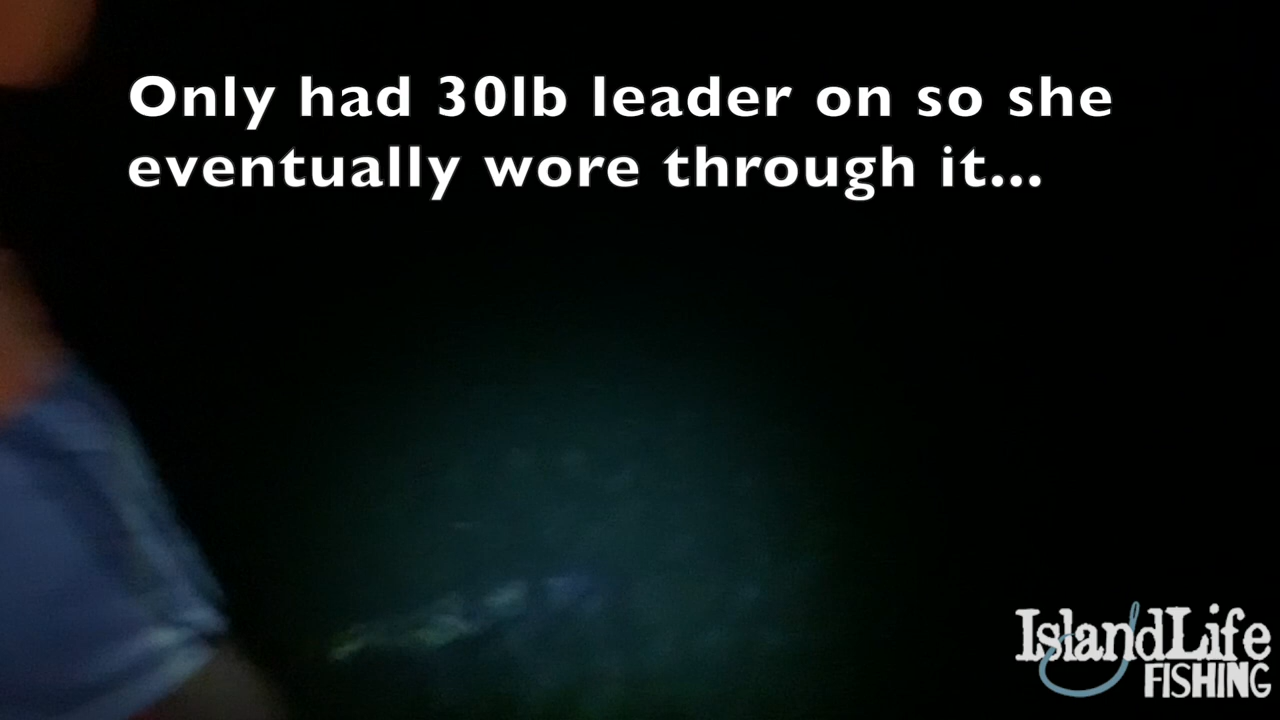 Only had 30lb leader on so she
eventually wore through it...
IslandLife
FISHING